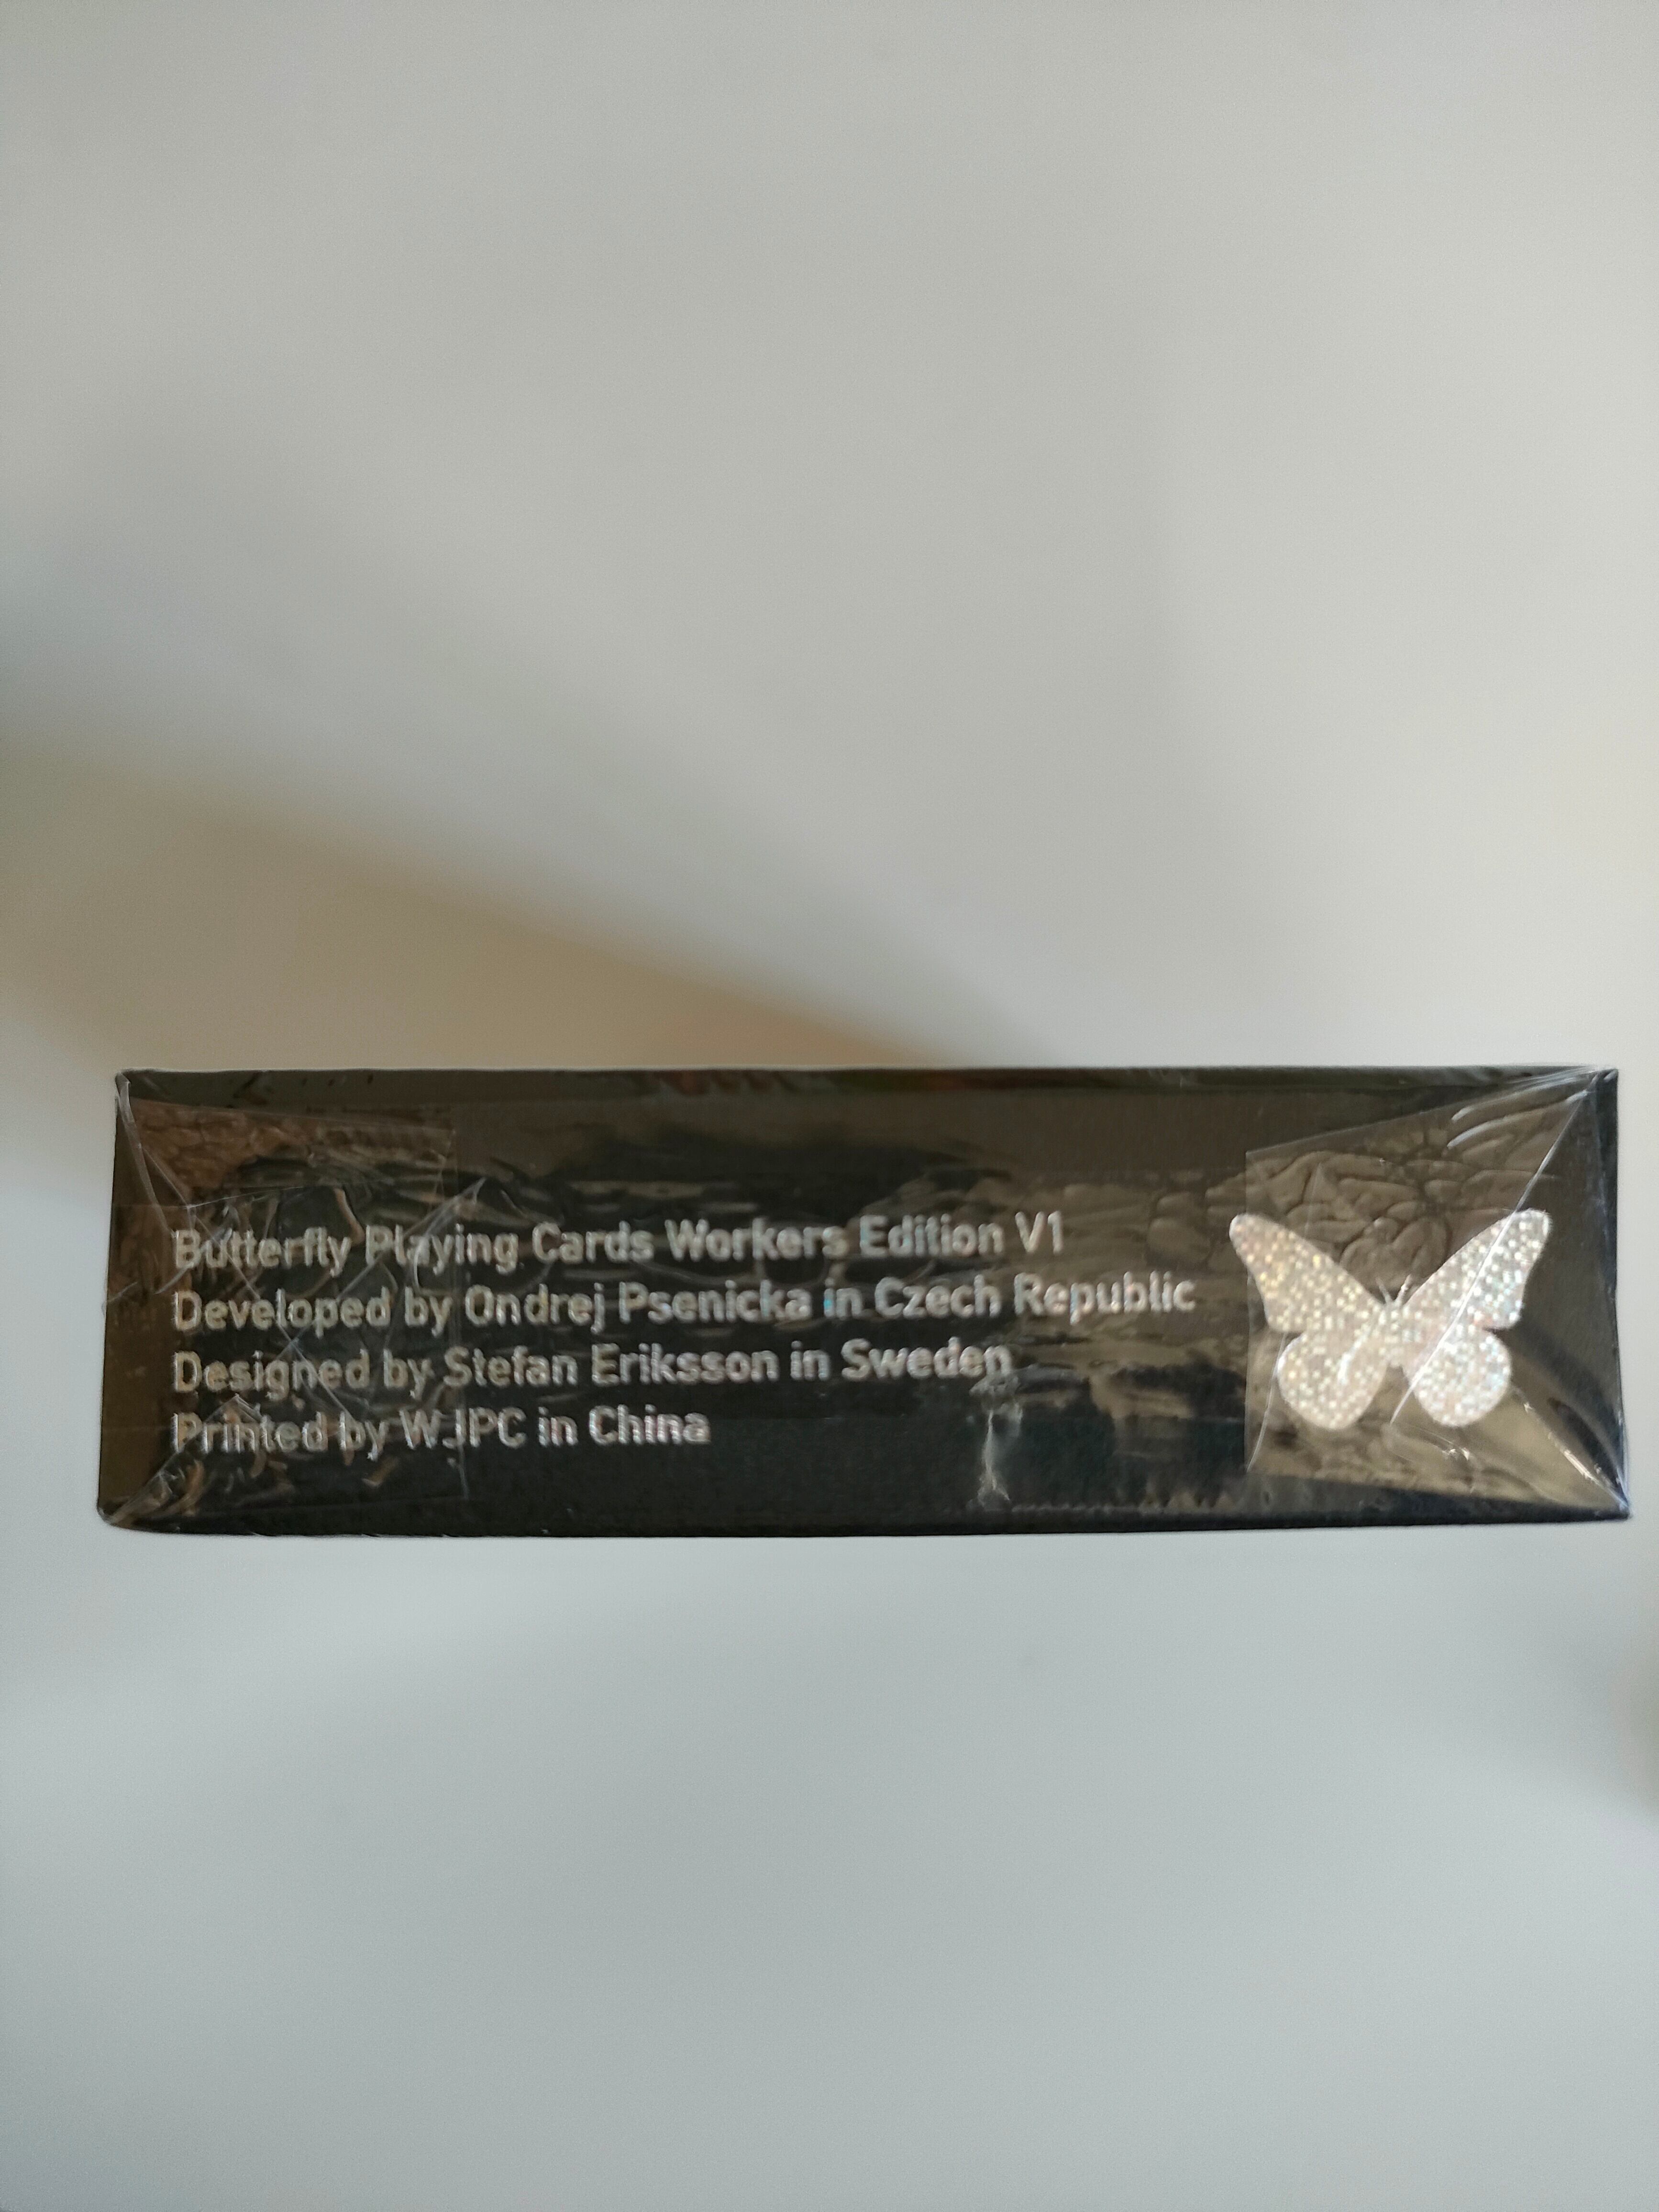 Butterfly Playing Cards Workers Edition V1
Developed by Ondrej Psenicka in Czech Republic
Designed by Stefan Eriksson in Sweden
Printed by WJPC in China